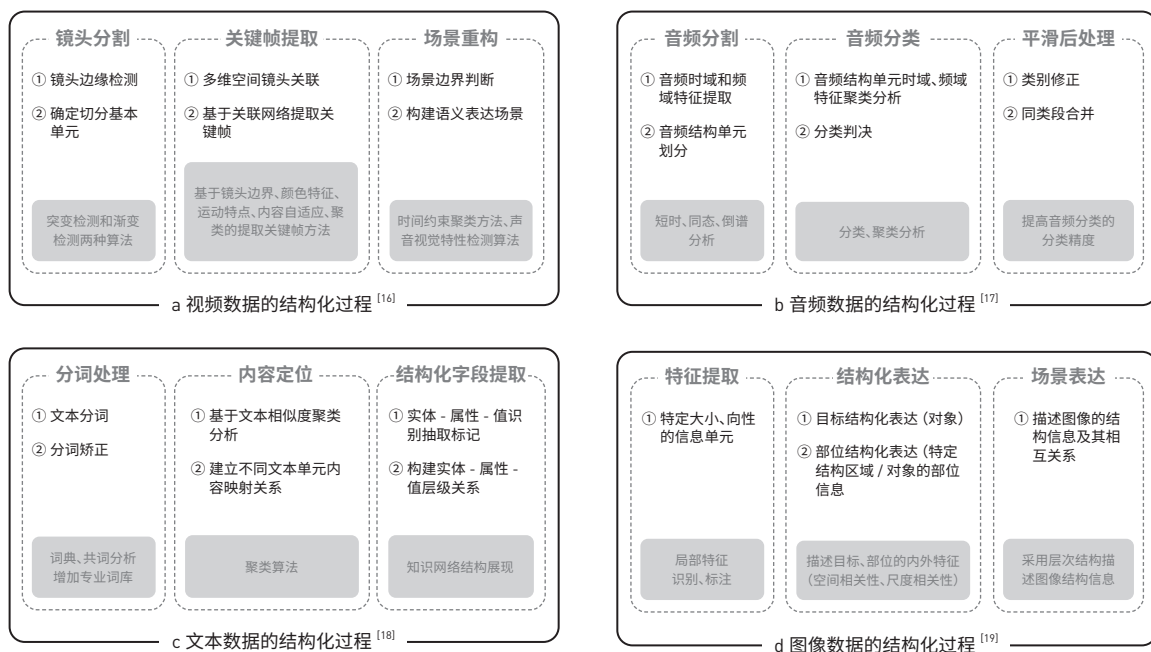 镜头分割
① 镜头边缘检测
② 确定切分基本
单元
突变检测和渐变
检测两种算法
关键帧提取
① 多维空间镜头关联
② 基于关联网络提取关
键帧
基于镜头边界、颜色特征、
运动特点、内容自适应、聚
类的提取关键帧方法
场景重构
① 场景边界判断
② 构建语义表达场景
时间约束聚类方法、声
音视觉特性检测算法
a 视频数据的结构化过程 [16]
音频分割
① 音频时域和频
域特征提取
② 音频结构单元
划分
短时、同态、倒谱
分析
音频分类
① 音频结构单元时域、频域
特征聚类分析
② 分类判决
分类、聚类分析
平滑后处理
① 类别修正
② 同类段合并
提高音频分类的
分类精度
b 音频数据的结构化过程 [17]
分词处理
① 文本分词
② 分词矫正
词典、共词分析
增加专业词库
内容定位
① 基于文本相似度聚类
分析
② 建立不同文本单元内
容映射关系
聚类算法
结构化字段提取
① 实体 - 属性 - 值识
别抽取标记
② 构建实体 - 属性 -
值层级关系
知识网络结构展现
c 文本数据的结构化过程 [18]
特征提取
① 特定大小、向性
的信息单元
局部特征
识别、标注
结构化表达
① 目标结构化表达（对象）
② 部位结构化表达（特定
结构区域 / 对象的部位
信息
描述目标、部位的内外特征
（空间相关性、尺度相关性）
场景表达
① 描述图像的结
构信息及其相
互关系
采用层次结构描
述图像结构信息
d 图像数据的结构化过程 [19]